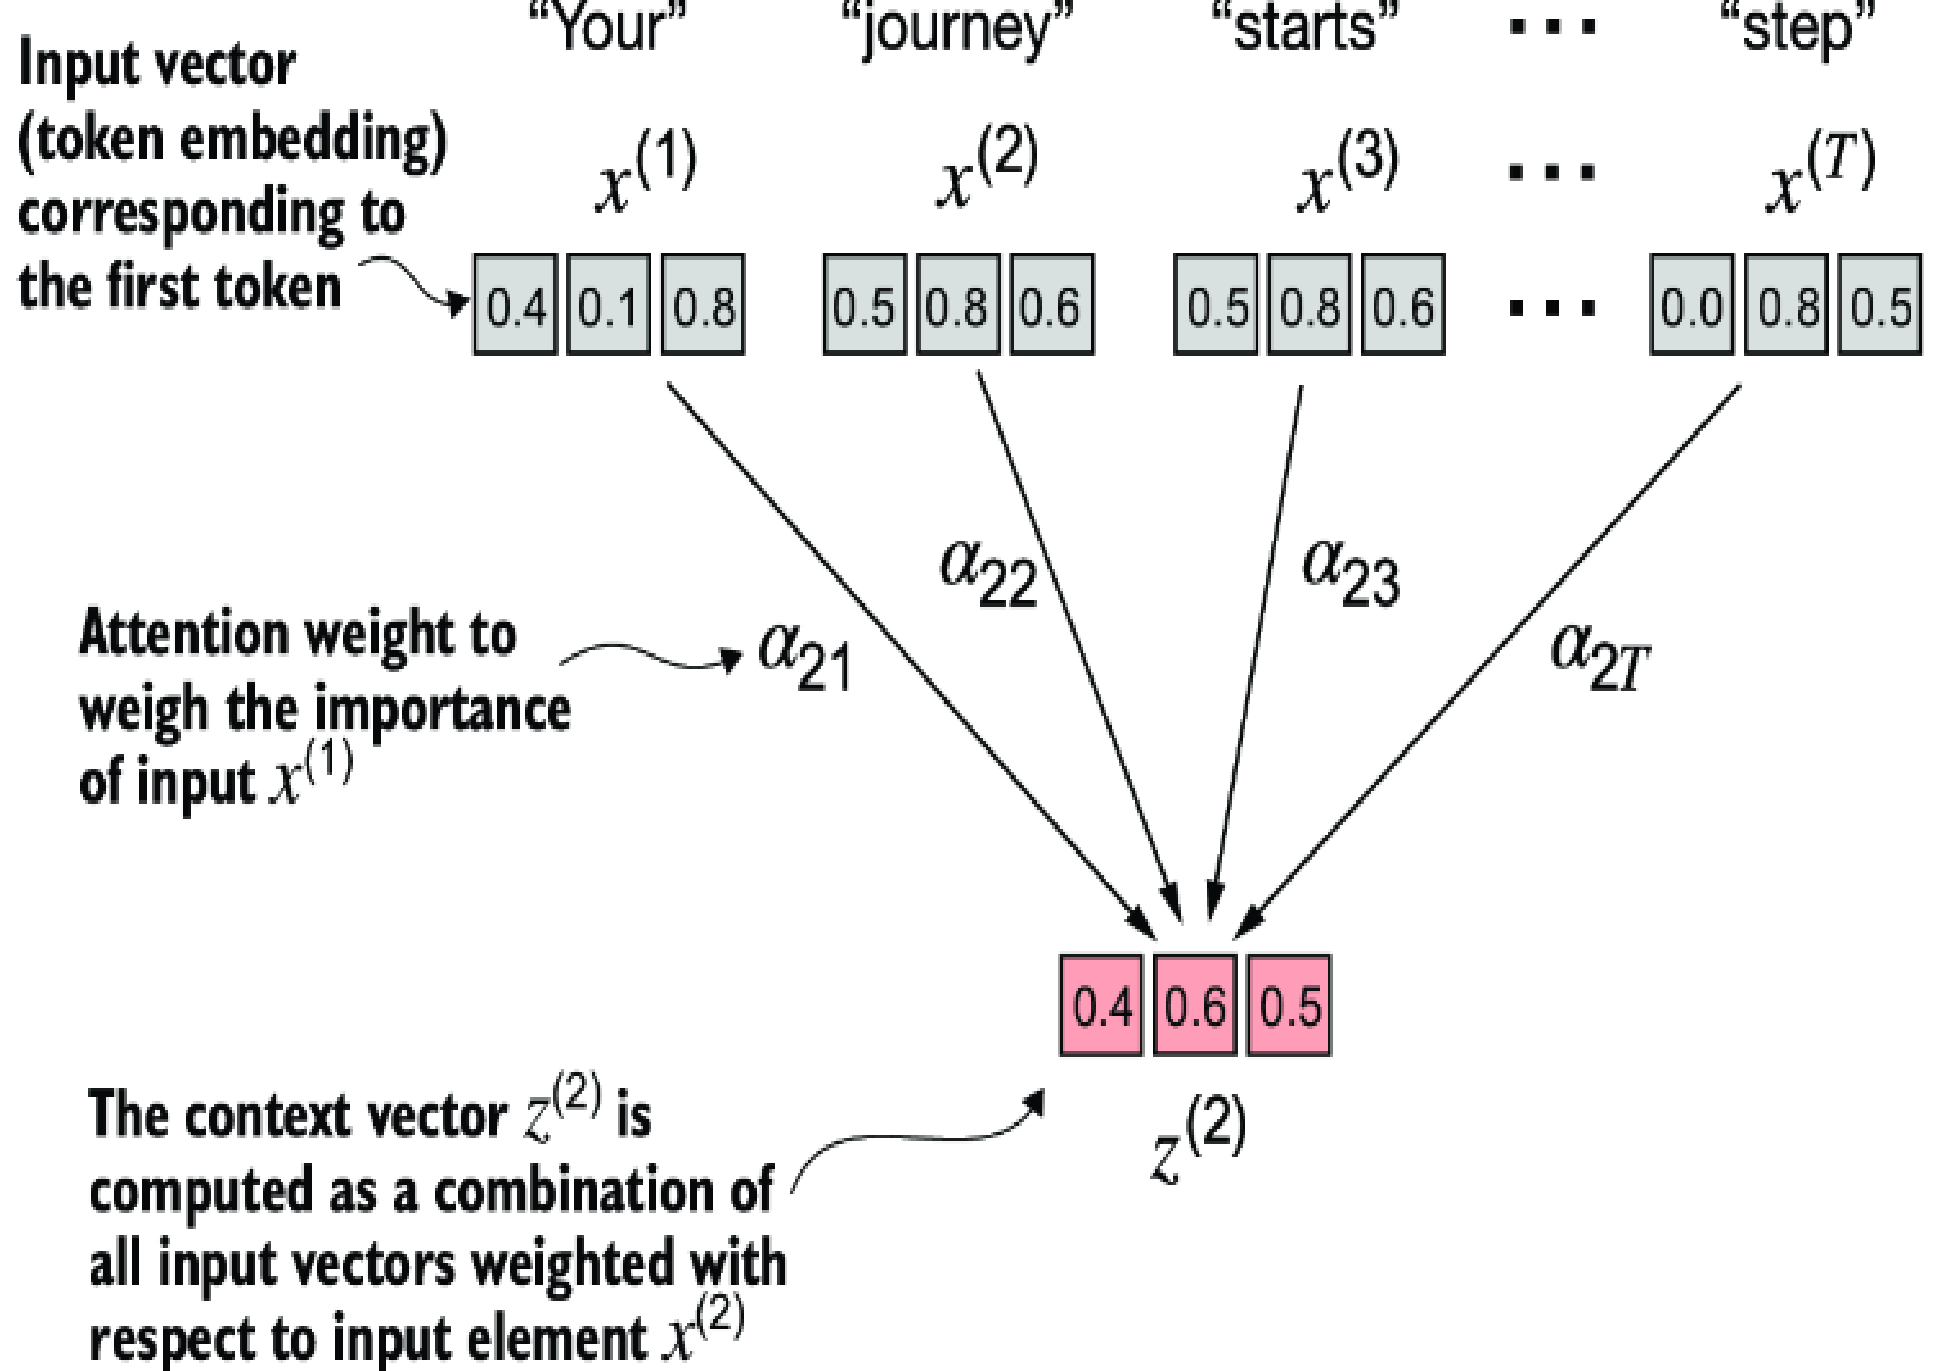 “Your” “journey” “starts” ... “step”
Input vector
(token embedding)
corresponding to
the first token
x(1) x(2) x(3) ... x(T)
0.4 0.1 0.8 0.5 0.8 0.6 0.5 0.8 0.6 ... 0.0 0.8 0.5
α22 α23
α21 α2T
Attention weight to
weigh the importance
of input x(1)
0.4 0.6 0.5
z(2)
The context vector z(2) is
computed as a combination of
all input vectors weighted with
respect to input element x(2)